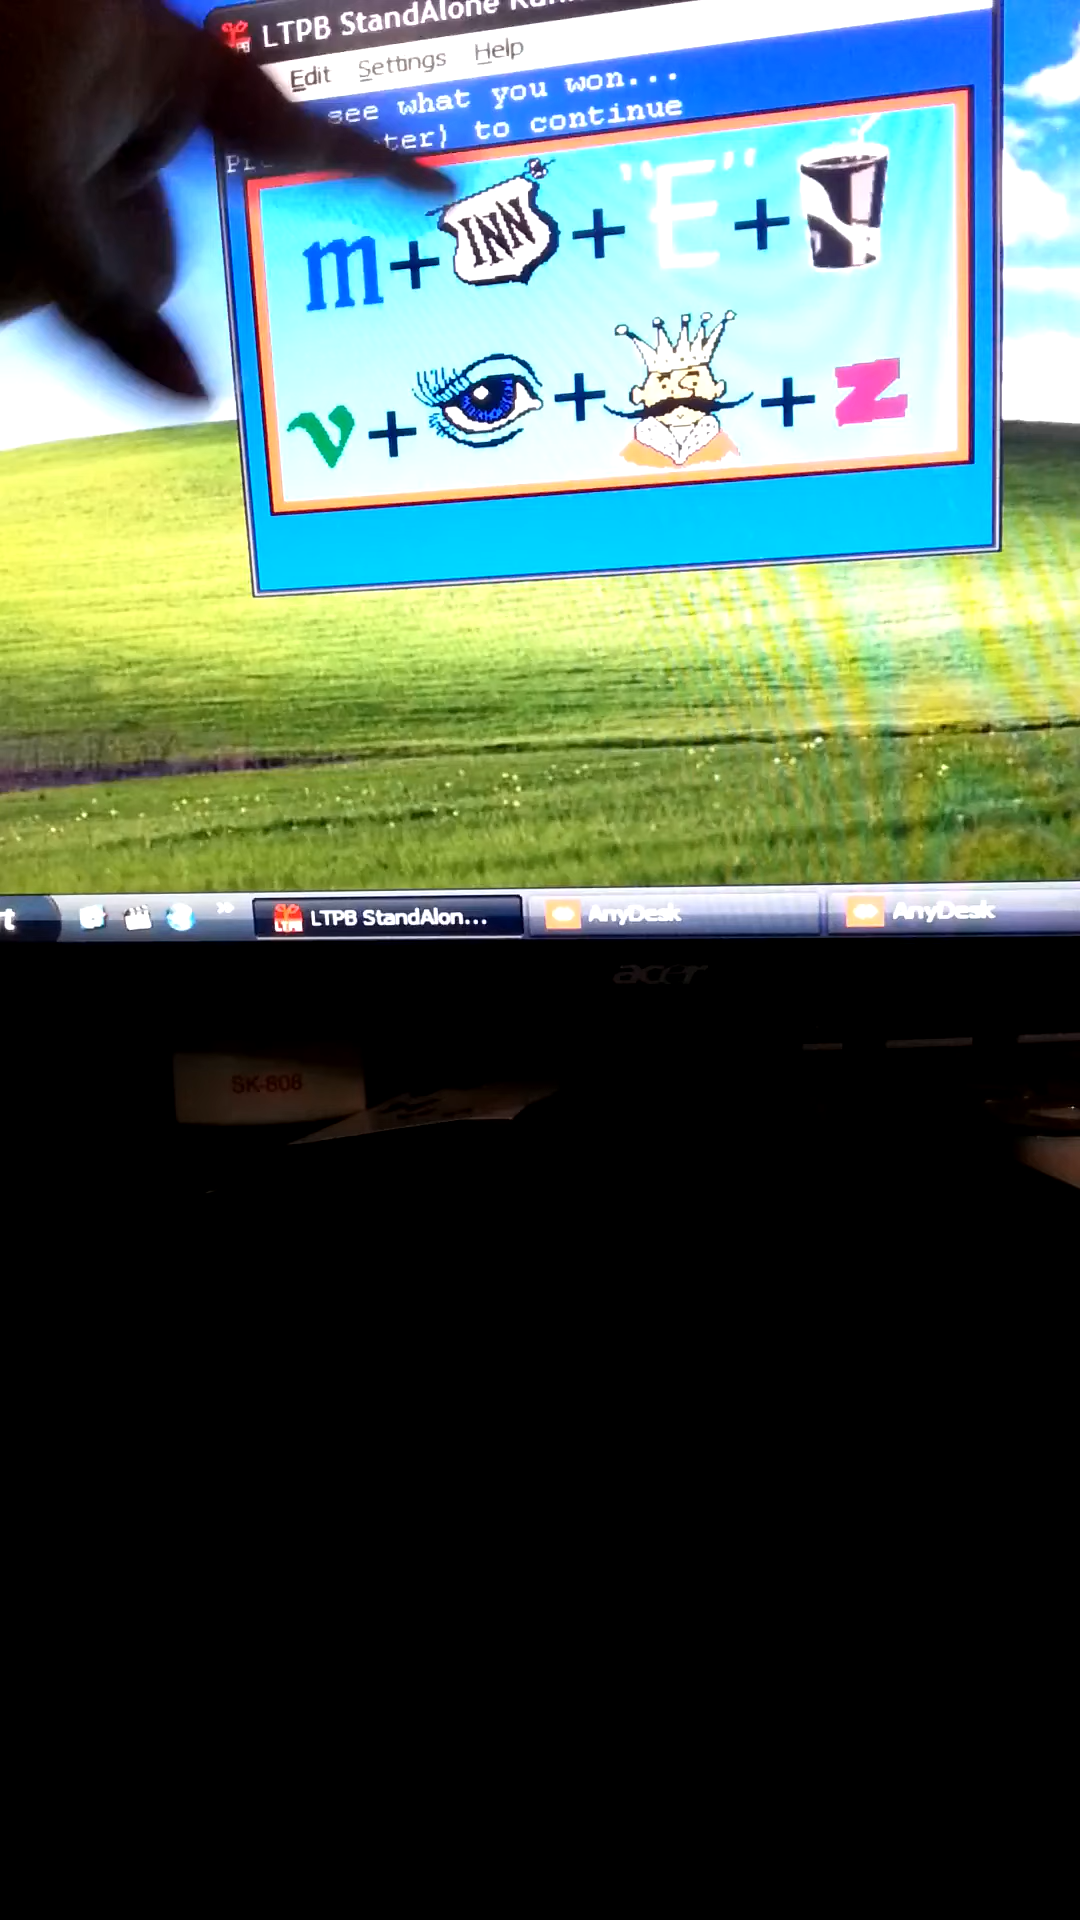 LTPB StandAlone
Edit Settings Help
see what you won...
to continue
m + INN + "E" +
v + + + z
LTPB StandAlon... AnyDesk AnyDesk
acer
SK-808